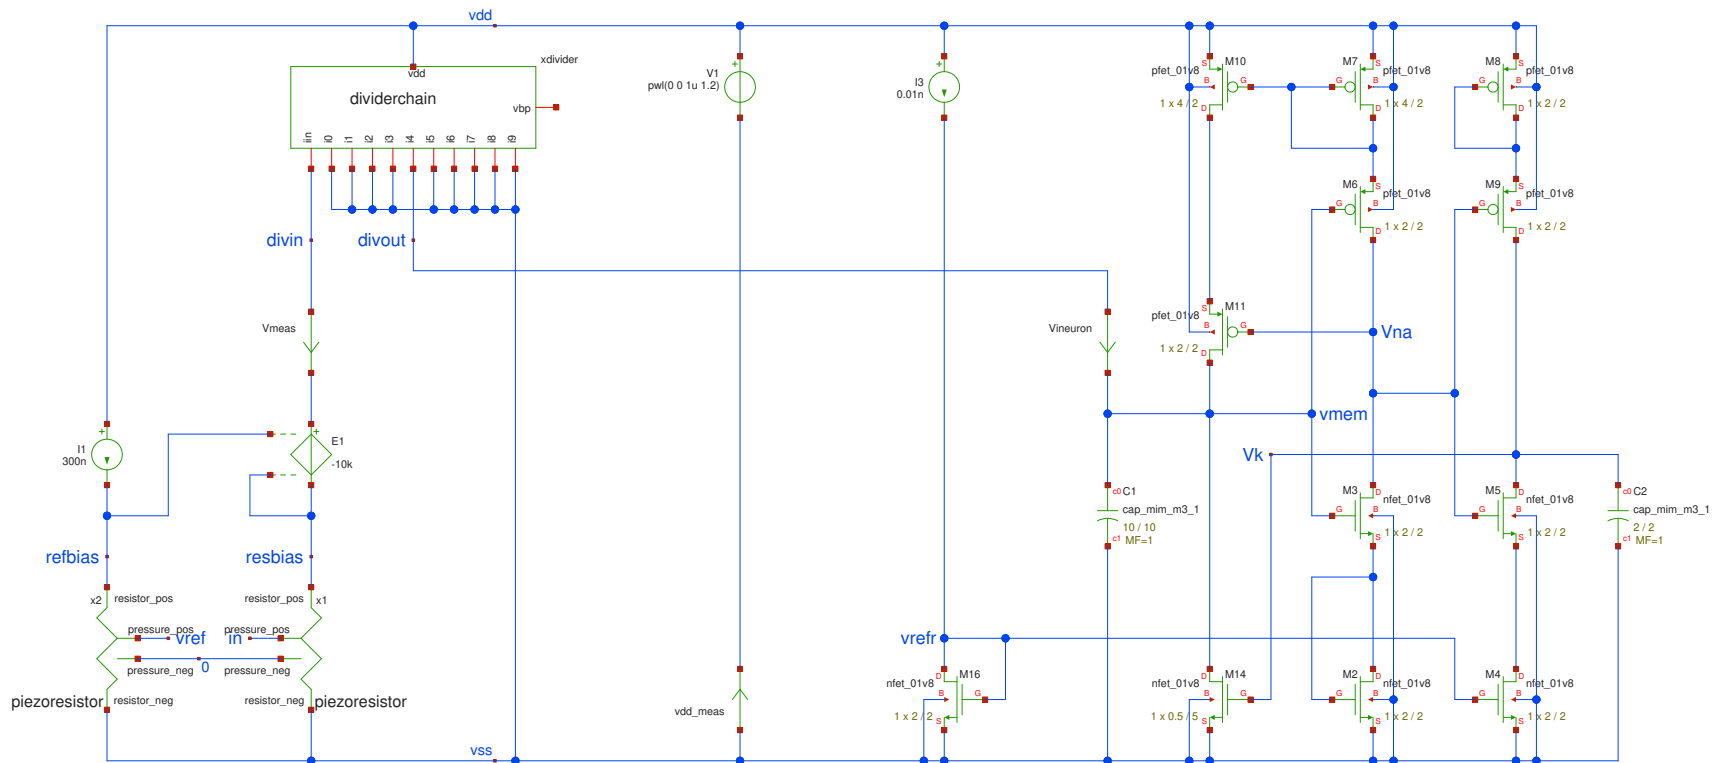 vdd
xdivider
vdd
dividerchain
vbp
iin i0 i1 i2 i3 i4 i5 i6 i7 i8 i9
divin
divout
Vmeas
+
I1
300n
+
E1
-10k
refbias
resbias
x2
resistor_pos
resistor_pos
x1
pressure_pos
vref
in
pressure_pos
pressure_neg
0
pressure_neg
piezoresistor
resistor_neg
resistor_neg
piezoresistor
vss
+
V1
pwl(0 0 1u 1.2)
vdd_meas
+
I3
0.01n
vrefr
D
M16
nfet_01v8
B
G
1 x 2 / 2
S
Vineuron
c0
C1
cap_mim_m3_1
10 / 10
c1
MF=1
S
M10
pfet_01v8
B
G
1 x 4 / 2
D
M7
S
pfet_01v8
G
B
1 x 4 / 2
D
M8
S
pfet_01v8
G
B
1 x 2 / 2
D
M6
S
pfet_01v8
G
B
1 x 2 / 2
D
M9
S
pfet_01v8
G
B
1 x 2 / 2
D
S
M11
pfet_01v8
B
G
1 x 2 / 2
D
Vna
vmem
Vk
M3
D
nfet_01v8
G
B
1 x 2 / 2
S
M5
D
nfet_01v8
G
B
1 x 2 / 2
S
c0
C2
cap_mim_m3_1
2 / 2
c1
MF=1
D
M14
nfet_01v8
B
G
1 x 0.5 / 5
S
M2
D
nfet_01v8
G
B
1 x 2 / 2
S
M4
D
nfet_01v8
G
B
1 x 2 / 2
S